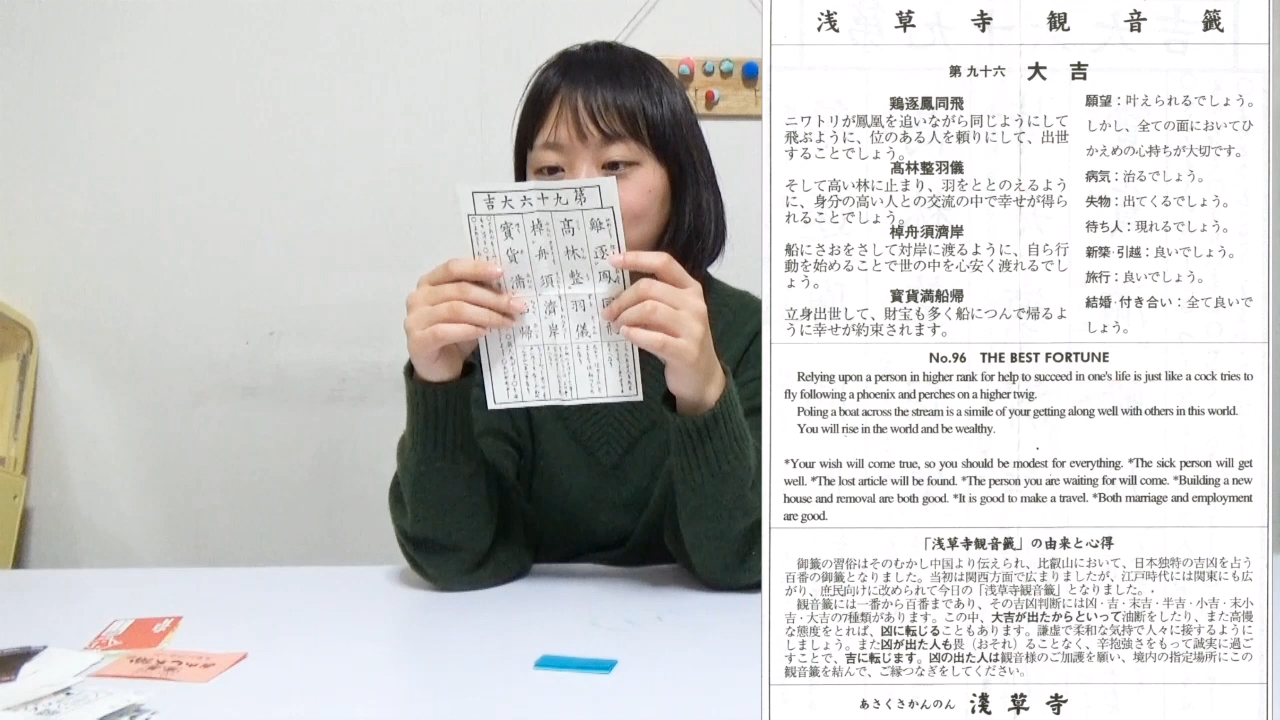 第九十六大吉
雞逐鳳同飛
高林整羽儀
棹舟須濟岸
寶貨滿船帰
浅草寺観音籤
第九十六 大吉
鶏逐鳳同飛
ニワトリが鳳凰を追いながら同じようにして
飛ぶように、位のある人を頼りにして、出世
することでしょう。
高林整羽儀
そして高い林に止まり、羽をととのえるよう
に、身分の高い人との交流の中で幸せが得ら
れることでしょう。
棹舟須濟岸
船にさおをさして対岸に渡るように、自ら行
動を始めることで世の中を心安く渡れるでし
ょう。
寶貨満船帰
立身出世して、財宝も多く船につんで帰るよ
うに幸せが約束されます。
願望：叶えられるでしょう。
しかし、全ての面においてひ
かえめの心持ちが大切です。
病気：治るでしょう。
失物：出てくるでしょう。
待ち人：現れるでしょう。
新築·引越：良いでしょう。
旅行：良いでしょう。
結婚·付き合い：全て良いで
しょう。
No.96 THE BEST FORTUNE
Relying upon a person in higher rank for help to succeed in one's life is just like a cock tries to
fly following a phoenix and perches on a higher twig.
Poling a boat across the stream is a simile of your getting along well with others in this world.
You will rise in the world and be wealthy.
*Your wish will come true, so you should be modest for everything. *The sick person will get
well. *The lost article will be found. *The person you are waiting for will come. *Building a new
house and removal are both good. *It is good to make a travel. *Both marriage and employment
are good.
「浅草寺観音籤」の由来と心得
御籤の習俗はそのむかし中国より伝えられ、比叡山において、日本独特の吉凶を占う
百番の御籤となりました。当初は関西方面で広まりましたが、江戸時代には関東にも広
がり、庶民向けに改められて今日の「浅草寺観音籤」となりました。
観音籤には一番から百番まであり、その吉凶判断には凶·吉·末吉·半吉·小吉·末小
吉·大吉の7種類があります。この中、大吉が出たからといって油断をしたり、また高慢
な態度をとれば、凶に転じることもあります。謙虚で柔和な気持で人々に接するように
しましょう。また凶が出た人も畏（おそれ）ることなく、辛抱強さをもって誠実に過ご
すことで、吉に転じます。凶の出た人は観音様のご加護を願い、境内の指定場所にこの
観音籤を結んで、ご縁つなぎをしてください。
あさくさかんのん 淺草寺